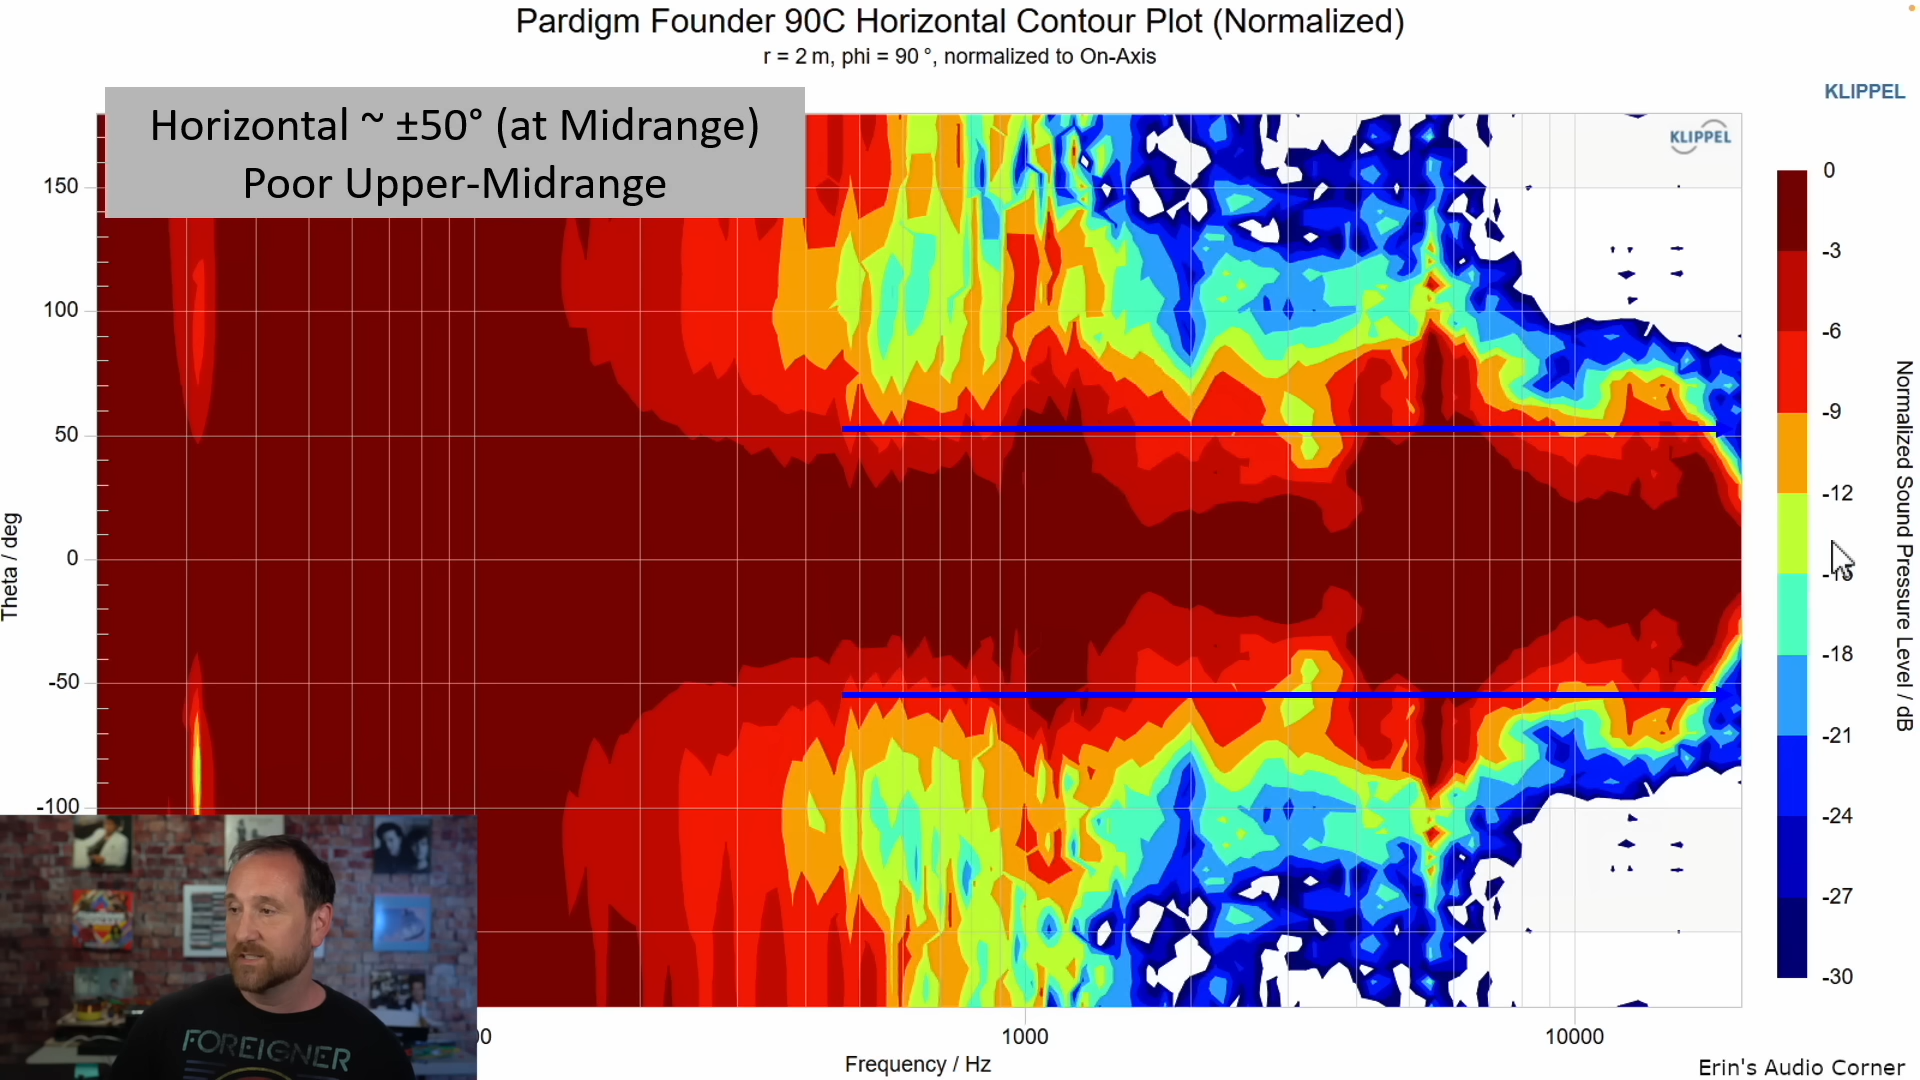 Pardigm Founder 90C Horizontal Contour Plot (Normalized)
r = 2 m, phi = 90 °, normalized to On-Axis
KLIPPEL
Horizontal ~ ±50° (at Midrange)
Poor Upper-Midrange
KLIPPEL
150
100
50
0
-50
-100
Theta / deg
0
-3
-6
-9
-12
-18
-21
-24
-27
-30
Normalized Sound Pressure Level / dB
1000
10000
Frequency / Hz
FOREIGNER
Erin's Audio Corner